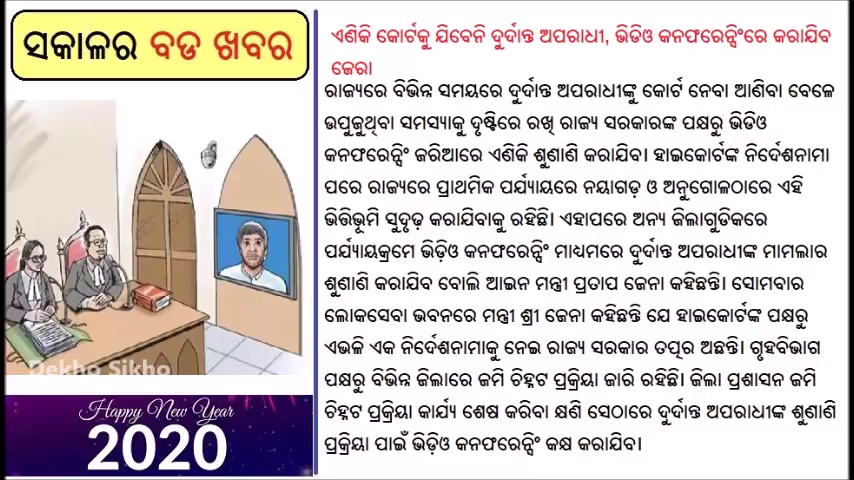 ସକାଳର ବଡ ଖବର
ଏଣିକି କୋର୍ଟକୁ ଯିବେନି ଦୁର୍ଦାନ୍ତ ଅପରାଧୀ, ଭିଡିଓ କନଫରେନ୍ସିଂରେ କରାଯିବ
ଜେରା
ରାଜ୍ୟରେ ବିଭିନ୍ନ ସମୟରେ ଦୁର୍ଦାନ୍ତ ଅପରାଧୀଙ୍କୁ କୋର୍ଟ ନେବା ଆଣିବା ବେଳେ
ଉପୁଜୁଥିବା ସମସ୍ୟାକୁ ଦୃଷ୍ଟିରେ ରଖି ରାଜ୍ୟ ସରକାରଙ୍କ ପକ୍ଷରୁ ଭିଡିଓ
କନଫରେନ୍ସିଂ ଜରିଆରେ ଏଣିକି ଶୁଣାଣି କରାଯିବ। ହାଇକୋର୍ଟଙ୍କ ନିର୍ଦେଶନାମା
ପରେ ରାଜ୍ୟରେ ପ୍ରାଥମିକ ପର୍ଯ୍ୟାୟରେ ନୟାଗଡ଼ ଓ ଅନୁଗୋଳଠାରେ ଏହି
ଭିତ୍ତିଭୂମି ସୁଦୃଢ଼ କରାଯିବାକୁ ରହିଛି। ଏହାପରେ ଅନ୍ୟ ଜିଲାଗୁଡିକରେ
ପର୍ଯ୍ୟାୟକ୍ରମେ ଭିଡ଼ିଓ କନଫରେନ୍ସିଂ ମାଧ୍ୟମରେ ଦୁର୍ଦାନ୍ତ ଅପରାଧୀଙ୍କ ମାମଲାର
ଶୁଣାଣି କରାଯିବ ବୋଲି ଆଇନ ମନ୍ତ୍ରୀ ପ୍ରତାପ ଜେନା କହିଛନ୍ତି। ସୋମବାର
ଲୋକସେବା ଭବନରେ ମନ୍ତ୍ରୀ ଶ୍ରୀ ଜେନା କହିଛନ୍ତି ଯେ ହାଇକୋର୍ଟଙ୍କ ପକ୍ଷରୁ
ଏଭଳି ଏକ ନିର୍ଦେଶନାମାକୁ ନେଇ ରାଜ୍ୟ ସରକାର ତତ୍ପର ଅଛନ୍ତି। ଗୃହବିଭାଗ
ପକ୍ଷରୁ ବିଭିନ୍ନ ଜିଲାରେ ଜମି ଚିହ୍ନଟ ପ୍ରକ୍ରିୟା ଜାରି ରହିଛି। ଜିଲା ପ୍ରଶାସନ ଜମି
ଚିହ୍ନଟ ପ୍ରକ୍ରିୟା କାର୍ଯ୍ୟ ଶେଷ କରିବା କ୍ଷଣି ସେଠାରେ ଦୁର୍ଦାନ୍ତ ଅପରାଧୀଙ୍କ ଶୁଣାଣି
ପ୍ରକ୍ରିୟା ପାଇଁ ଭିଡ଼ିଓ କନଫରେନ୍ସିଂ କକ୍ଷ କରାଯିବ।
Dekho Sikho
Happy New Year
2020